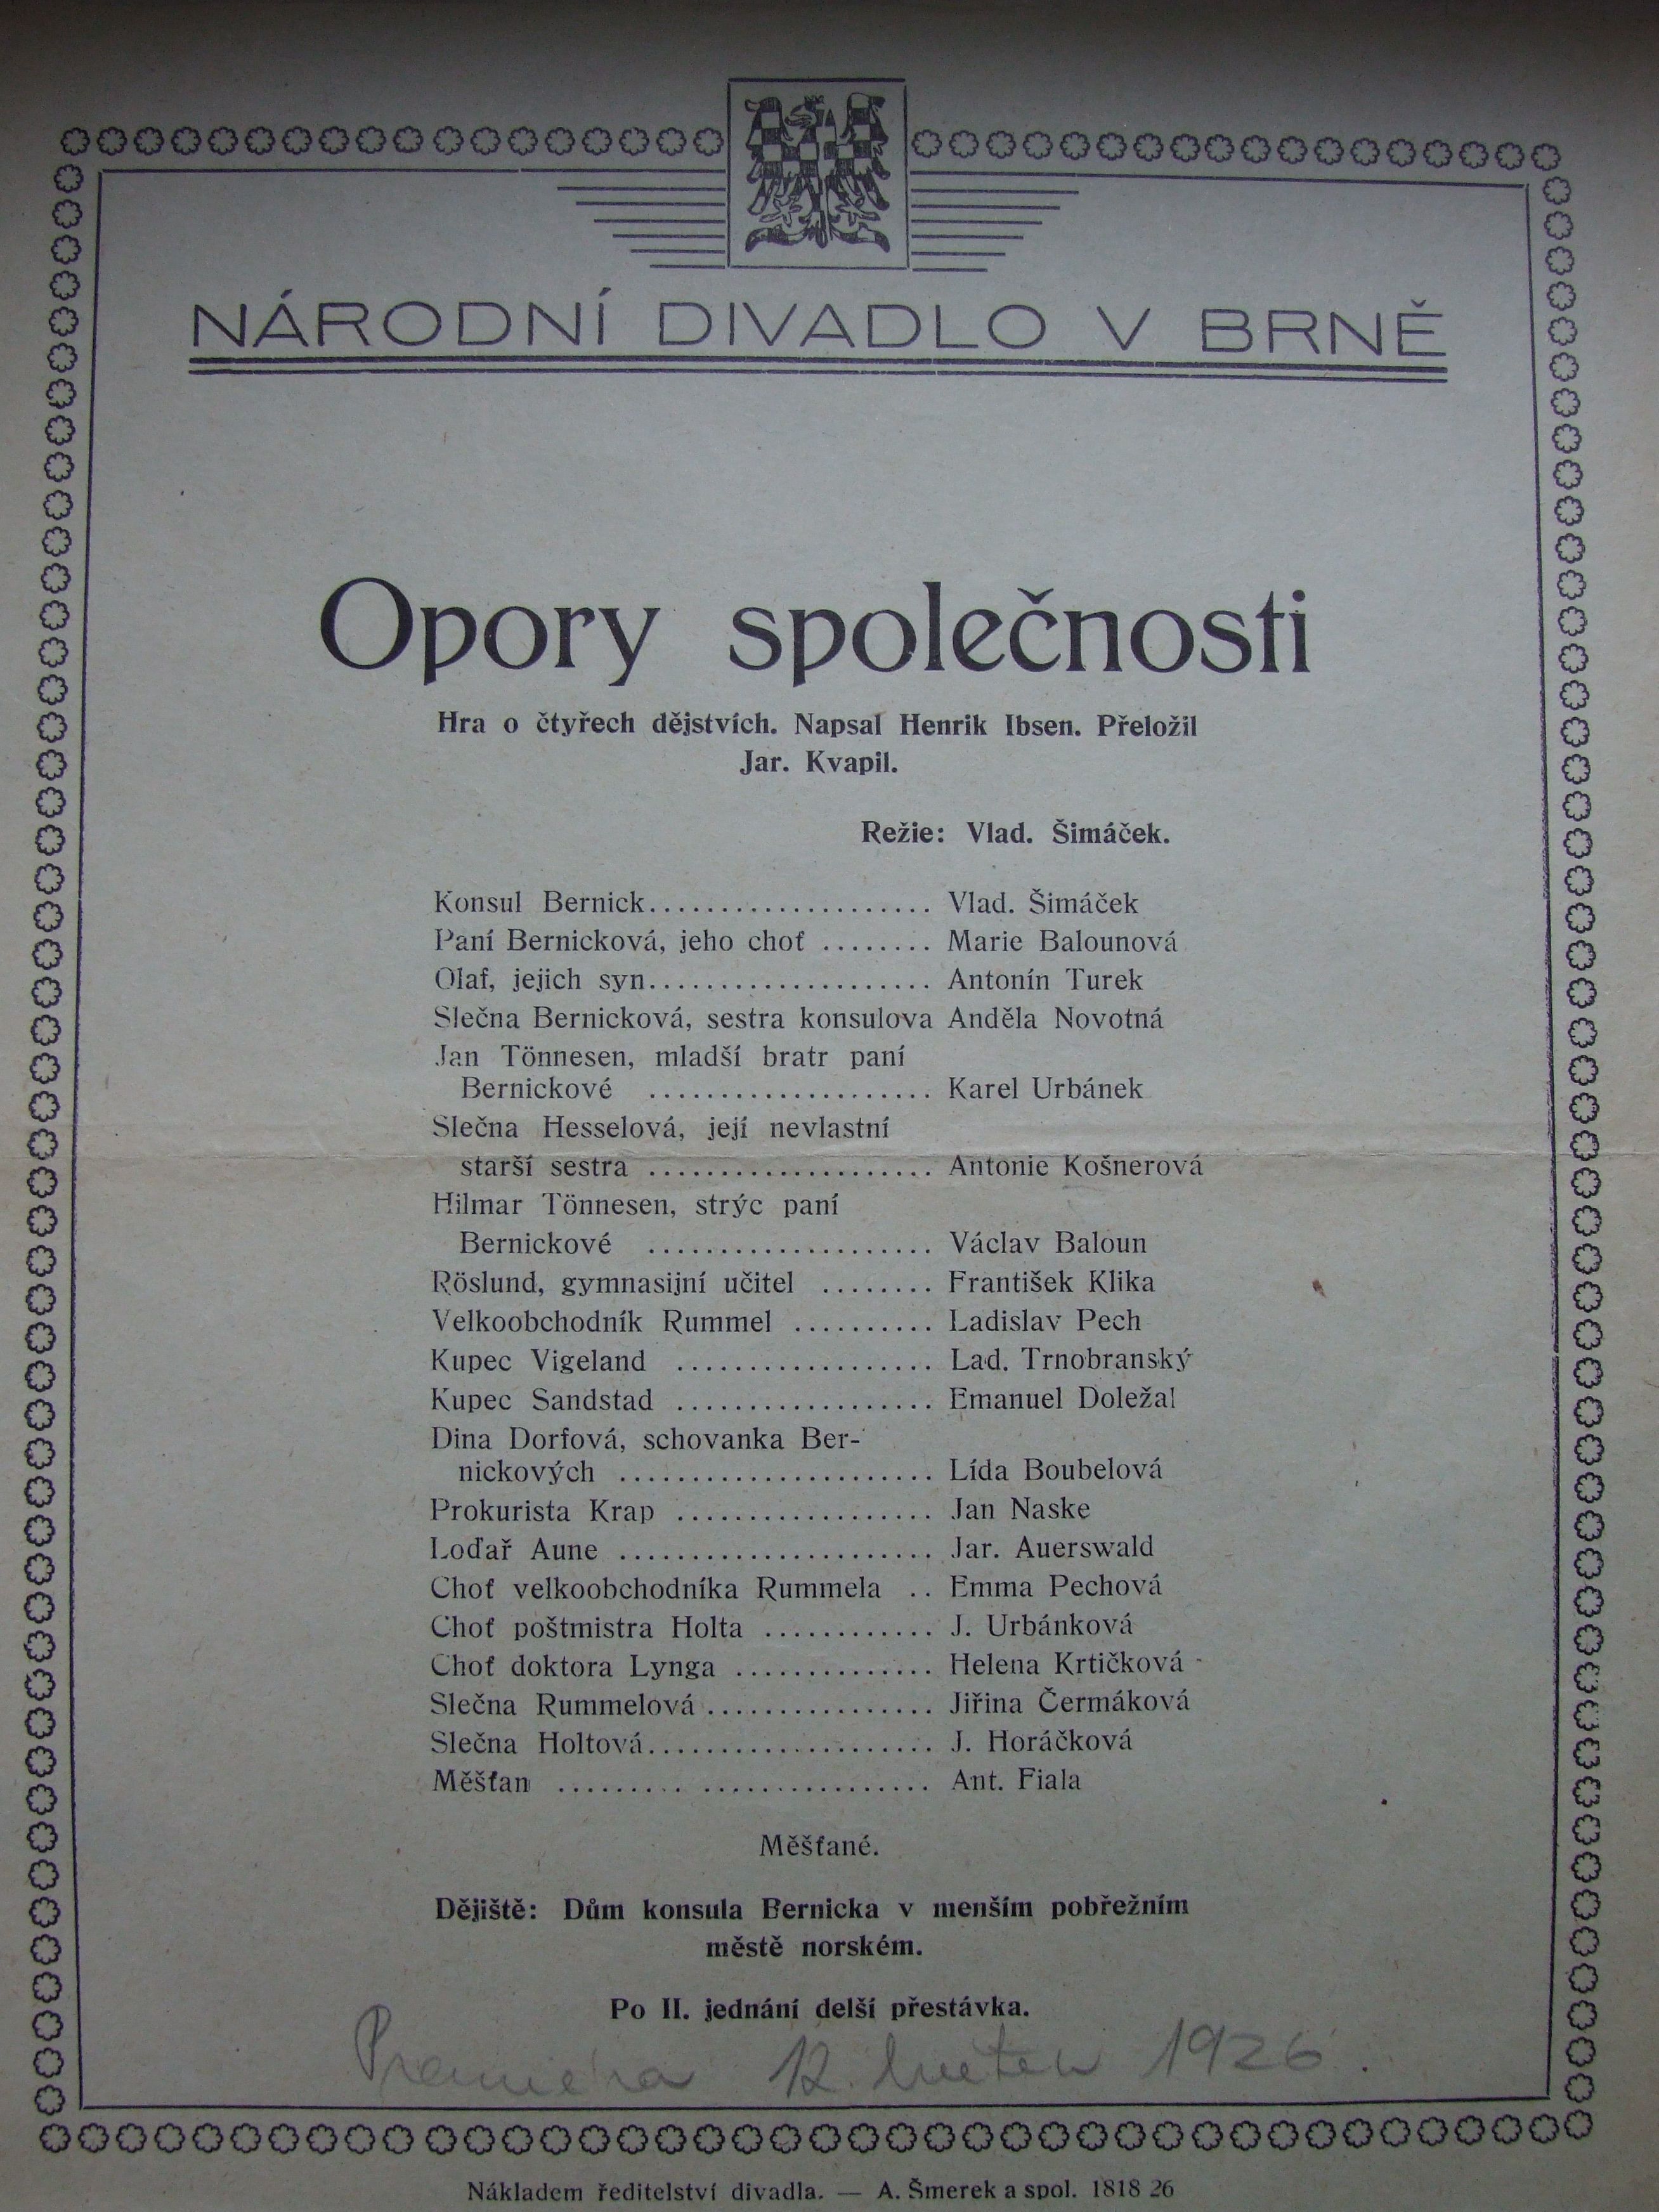 NÁRODNÍ DIVADLO V BRNĚ
Opory společnosti
Hra o čtyřech dějstvích. Napsal Henrik Ibsen. Přeložil
Jar. Kvapil.
Režie: Vlad. Šimáček.
Konsul Bernick.................... Vlad. Šimáček
Paní Bernicková, jeho choť ........ Marie Balounová
Olaf, jejich syn.................... Antonín Turek
Slečna Bernicková, sestra konsulova Anděla Novotná
Jan Tönnesen, mladší bratr paní
Bernickové .................... Karel Urbánek
Slečna Hesselová, její nevlastní
starší sestra .................... Antonie Košnerová
Hilmar Tönnesen, strýc paní
Bernickové .................... Václav Baloun
Röslund, gymnasijní učitel ........ František Klika
Velkoobchodník Rummel .......... Ladislav Pech
Kupec Vigeland .................. Lad. Trnobranský
Kupec Sandstad .................. Emanuel Doležal
Dina Dorfová, schovanka Ber-
nickových ...................... Lída Boubelová
Prokurista Krap .................. Jan Naske
Loďař Aune ...................... Jar. Auerswald
Choť velkoobchodníka Rummela .. Emma Pechová
Choť poštmistra Holta ............ J. Urbánková
Choť doktora Lynga .............. Helena Krtičková
Slečna Rummelová................ Jiřina Čermáková
Slečna Holtová.................... J. Horáčková
Měšťan ......................... Ant. Fiala
Měšťané.
Dějiště: Dům konsula Bernicka v menším pobřežním
městě norském.
Po II. jednání delší přestávka.
Premiéra 12. květen 1926.
Nákladem ředitelství divadla. — A. Šmerek a spol. 1818 26